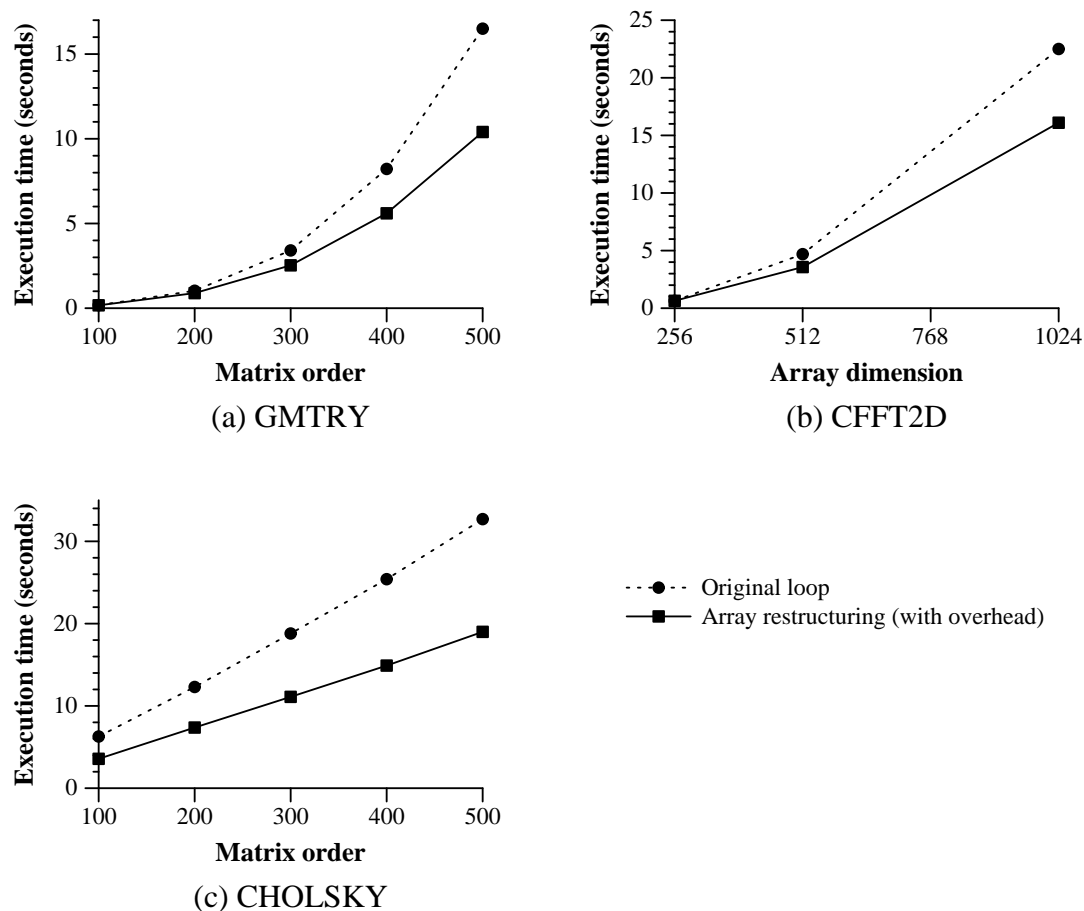 Execution time (seconds)
15
10
5
0
100 200 300 400 500
Matrix order
(a) GMTRY
Execution time (seconds)
25
20
15
10
5
0
256 512 768 1024
Array dimension
(b) CFFT2D
Execution time (seconds)
30
20
10
0
100 200 300 400 500
Matrix order
(c) CHOLSKY
Original loop
Array restructuring (with overhead)